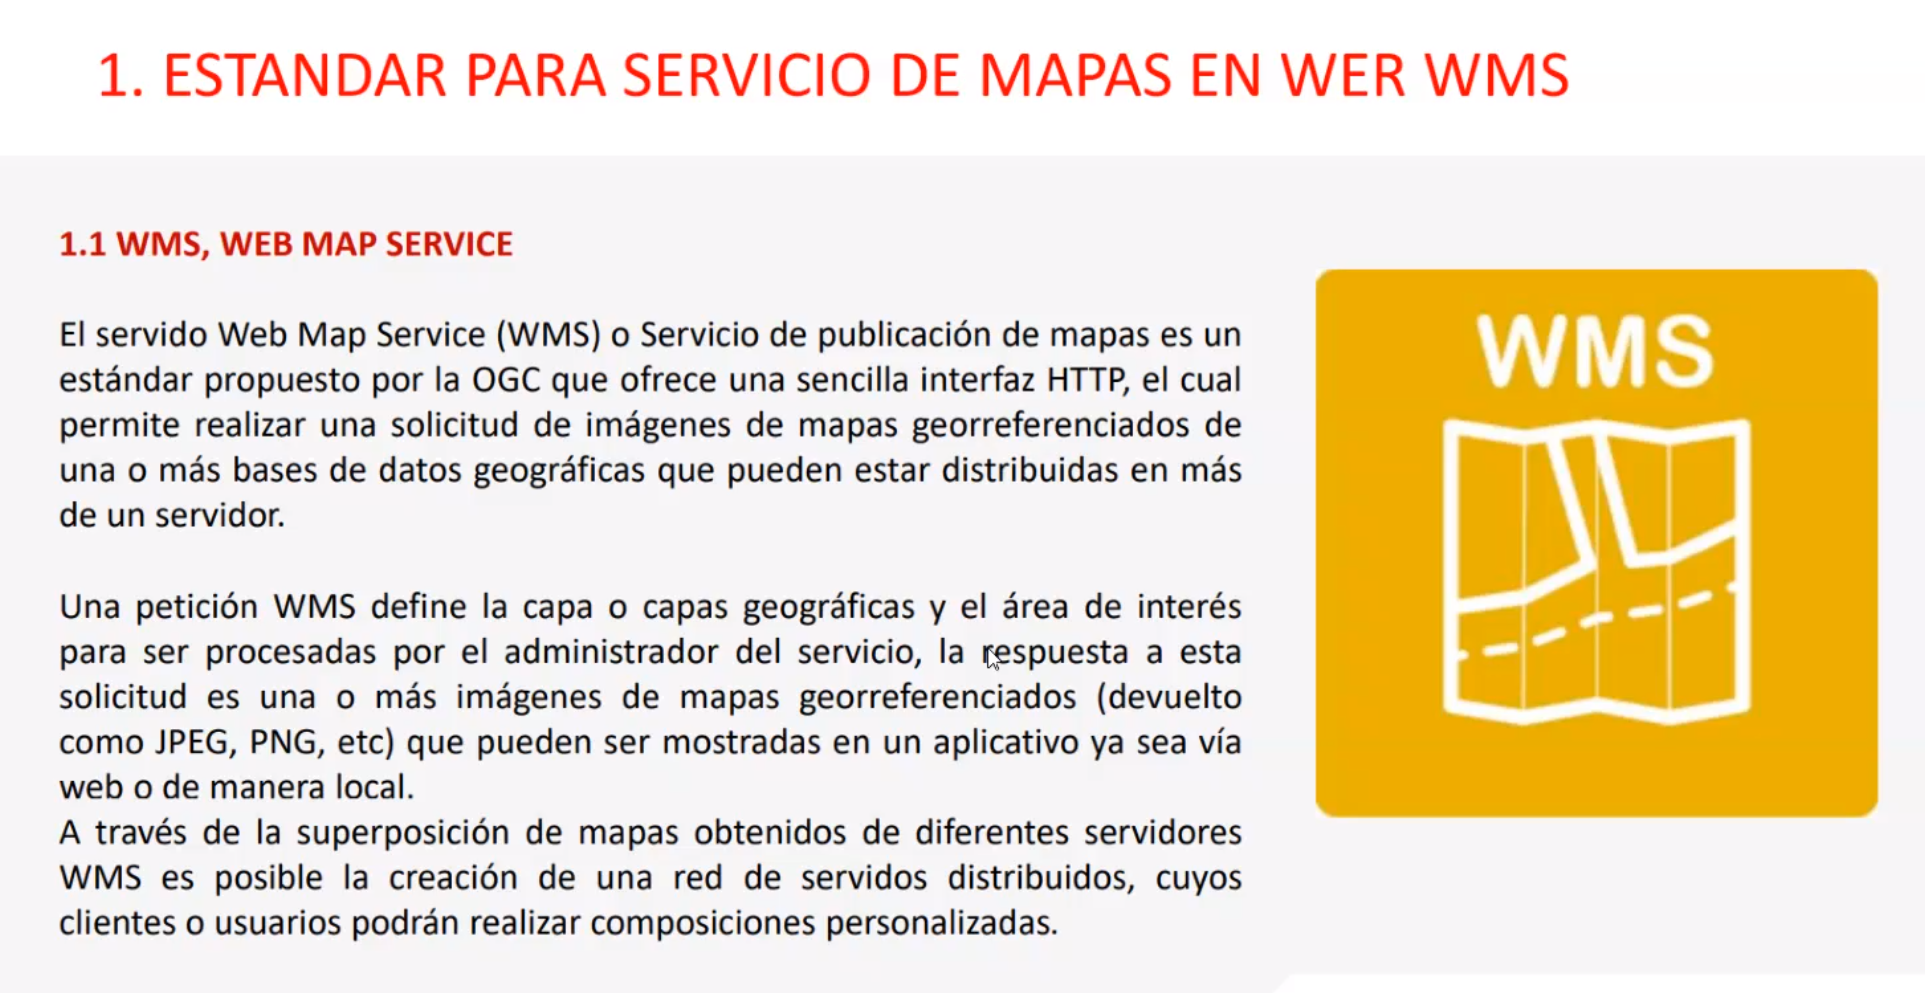 1. ESTANDAR PARA SERVICIO DE MAPAS EN WER WMS
1.1 WMS, WEB MAP SERVICE
El servido Web Map Service (WMS) o Servicio de publicación de mapas es un
estándar propuesto por la OGC que ofrece una sencilla interfaz HTTP, el cual
permite realizar una solicitud de imágenes de mapas georreferenciados de
una o más bases de datos geográficas que pueden estar distribuidas en más
de un servidor.
Una petición WMS define la capa o capas geográficas y el área de interés
para ser procesadas por el administrador del servicio, la respuesta a esta
solicitud es una o más imágenes de mapas georreferenciados (devuelto
como JPEG, PNG, etc) que pueden ser mostradas en un aplicativo ya sea vía
web o de manera local.
A través de la superposición de mapas obtenidos de diferentes servidores
WMS es posible la creación de una red de servidos distribuidos, cuyos
clientes o usuarios podrán realizar composiciones personalizadas.
WMS